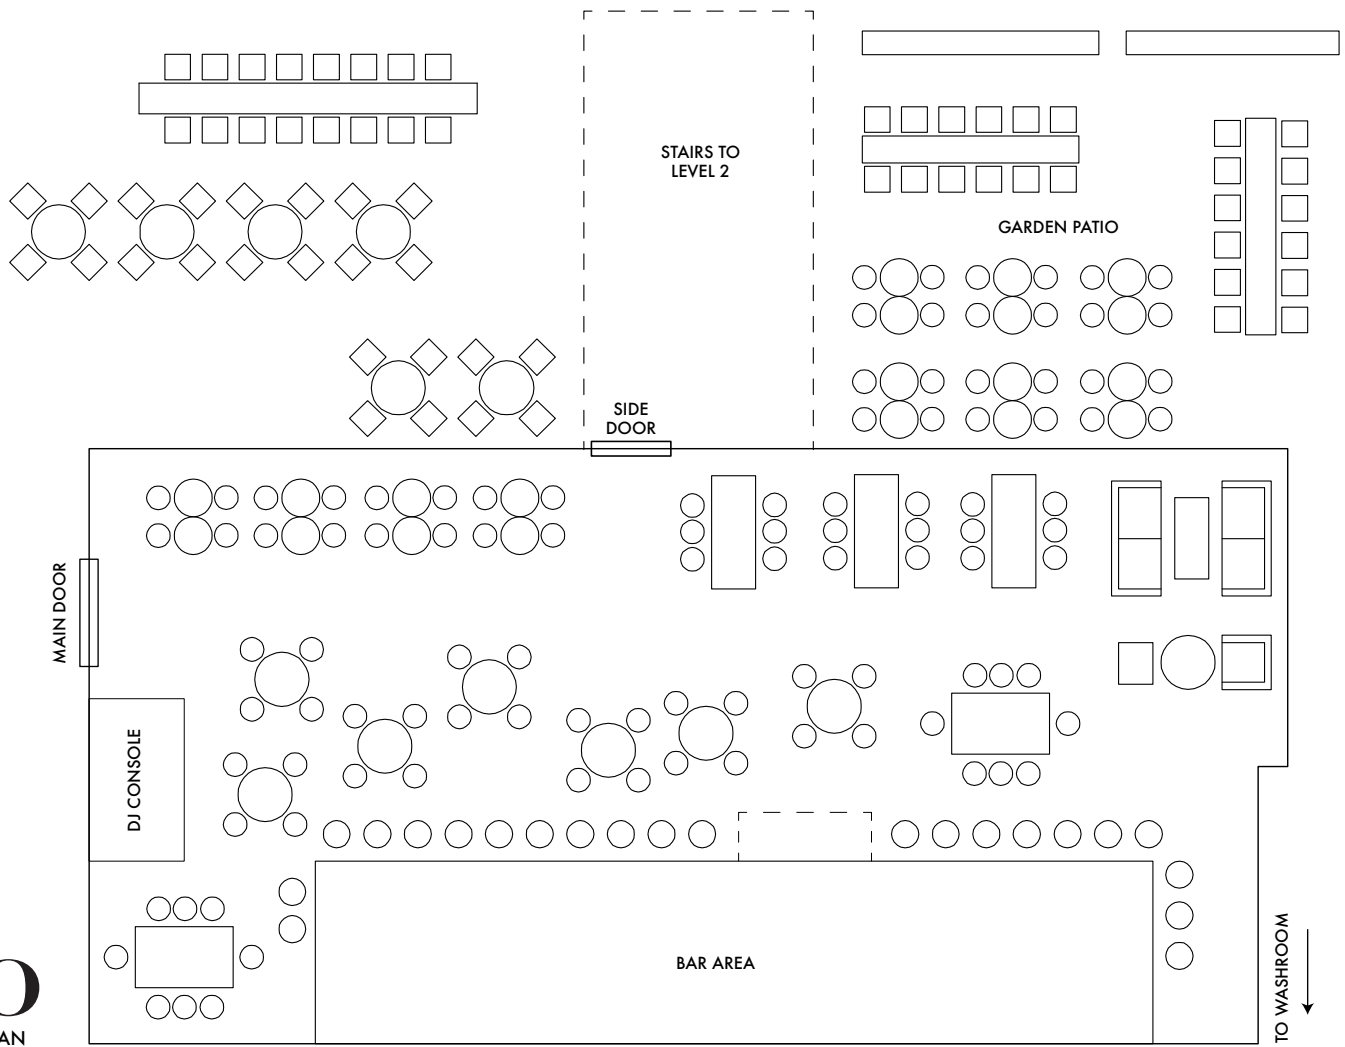 STAIRS TO
LEVEL 2
GARDEN PATIO
SIDE
DOOR
MAIN DOOR
DJ CONSOLE
BAR AREA
TO WASHROOM